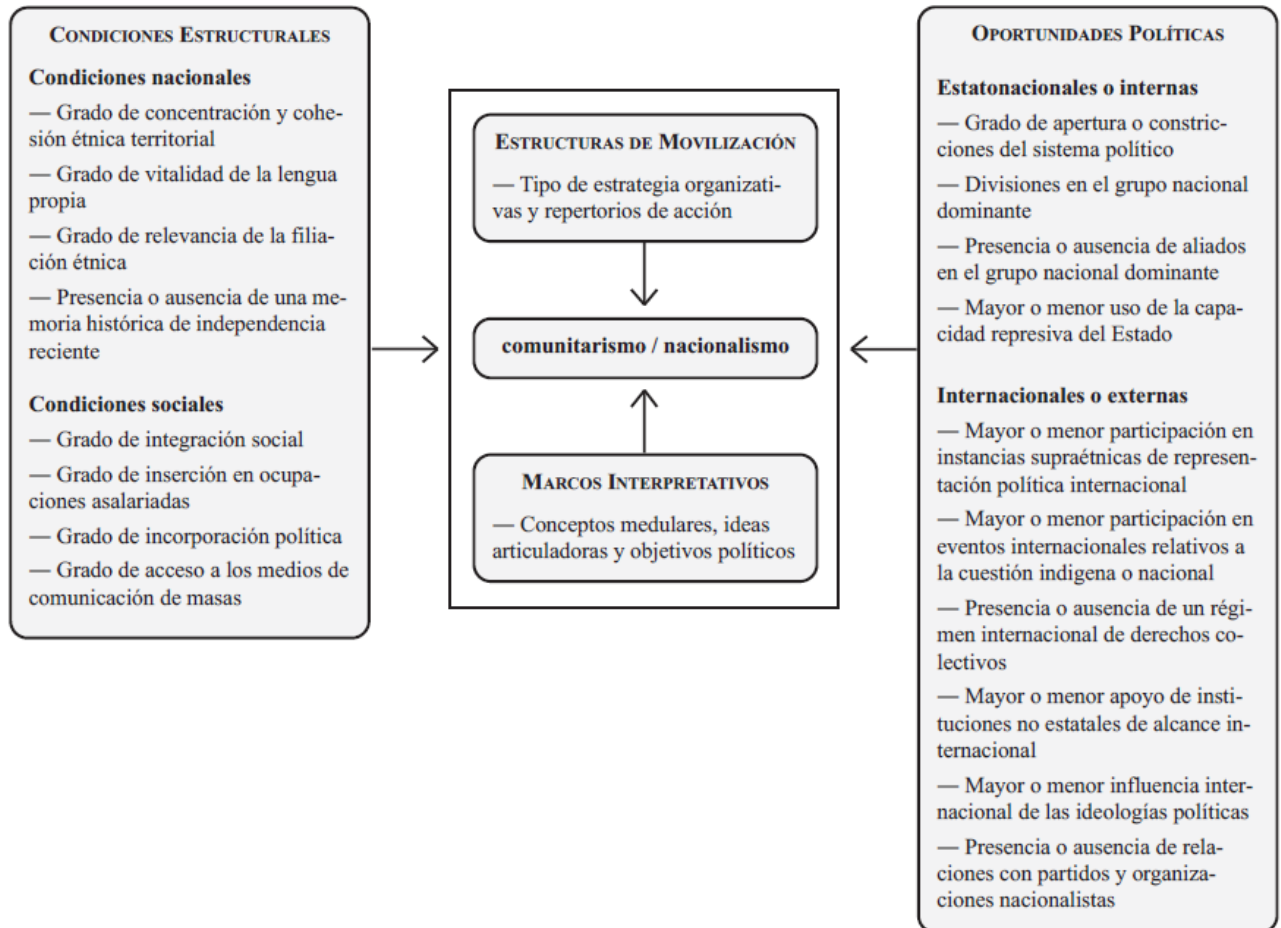 CONDICIONES ESTRUCTURALES
Condiciones nacionales
— Grado de concentración y cohe-
sión étnica territorial
— Grado de vitalidad de la lengua
propia
— Grado de relevancia de la filia-
ción étnica
— Presencia o ausencia de una me-
moria histórica de independencia
reciente
Condiciones sociales
— Grado de integración social
— Grado de inserción en ocupa-
ciones asalariadas
— Grado de incorporación política
— Grado de acceso a los medios de
comunicación de masas
ESTRUCTURAS DE MOVILIZACIÓN
— Tipo de estrategia organizati-
vas y repertorios de acción
comunitarismo / nacionalismo
MARCOS INTERPRETATIVOS
— Conceptos medulares, ideas
articuladoras y objetivos políticos
OPORTUNIDADES POLÍTICAS
Estatonacionales o internas
— Grado de apertura o constric-
ciones del sistema político
— Divisiones en el grupo nacional
dominante
— Presencia o ausencia de aliados
en el grupo nacional dominante
— Mayor o menor uso de la capa-
cidad represiva del Estado
Internacionales o externas
— Mayor o menor participación en
instancias supraétnicas de represen-
tación política internacional
— Mayor o menor participación en
eventos internacionales relativos a
la cuestión indigena o nacional
— Presencia o ausencia de un régi-
men internacional de derechos co-
lectivos
— Mayor o menor apoyo de insti-
tuciones no estatales de alcance in-
ternacional
— Mayor o menor influencia inter-
nacional de las ideologías políticas
— Presencia o ausencia de rela-
ciones con partidos y organiza-
ciones nacionalistas